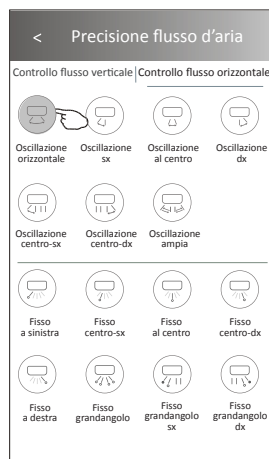 < Precisione flusso d'aria
Controllo flusso verticale | Controllo flusso orizzontale
Oscillazione orizzontale
Oscillazione sx
Oscillazione al centro
Oscillazione dx
Oscillazione centro-sx
Oscillazione centro-dx
Oscillazione ampia
Fisso a sinistra
Fisso centro-sx
Fisso al centro
Fisso centro-dx
Fisso a destra
Fisso grandangolo
Fisso grandangolo sx
Fisso grandangolo dx